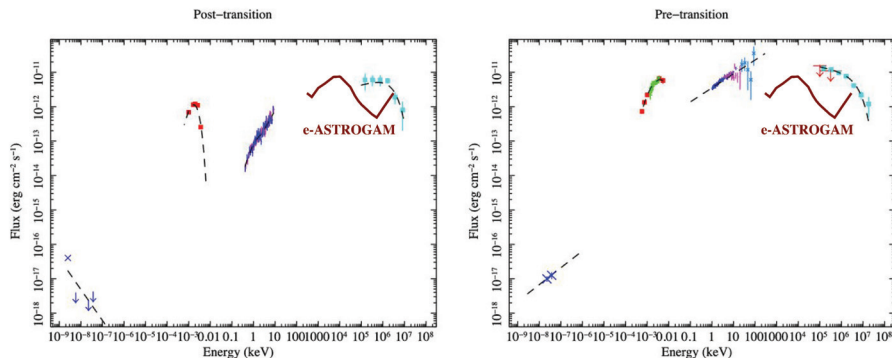 Post−transition
Flux (erg cm⁻² s⁻¹)
10⁻¹¹
10⁻¹²
10⁻¹³
10⁻¹⁴
10⁻¹⁵
10⁻¹⁶
10⁻¹⁷
10⁻¹⁸
e-ASTROGAM
10⁻⁹ 10⁻⁸ 10⁻⁷ 10⁻⁶ 10⁻⁵ 10⁻⁴ 10⁻³ 0.01 0.1 1 10 100 1000 10⁴ 10⁵ 10⁶ 10⁷ 10⁸
Energy (keV)
Pre−transition
Flux (erg cm⁻² s⁻¹)
10⁻¹¹
10⁻¹²
10⁻¹³
10⁻¹⁴
10⁻¹⁵
10⁻¹⁶
10⁻¹⁷
10⁻¹⁸
e-ASTROGAM
10⁻⁹ 10⁻⁸ 10⁻⁷ 10⁻⁶ 10⁻⁵ 10⁻⁴ 10⁻³ 0.01 0.1 1 10 100 1000 10⁴ 10⁵ 10⁶ 10⁷ 10⁸
Energy (keV)